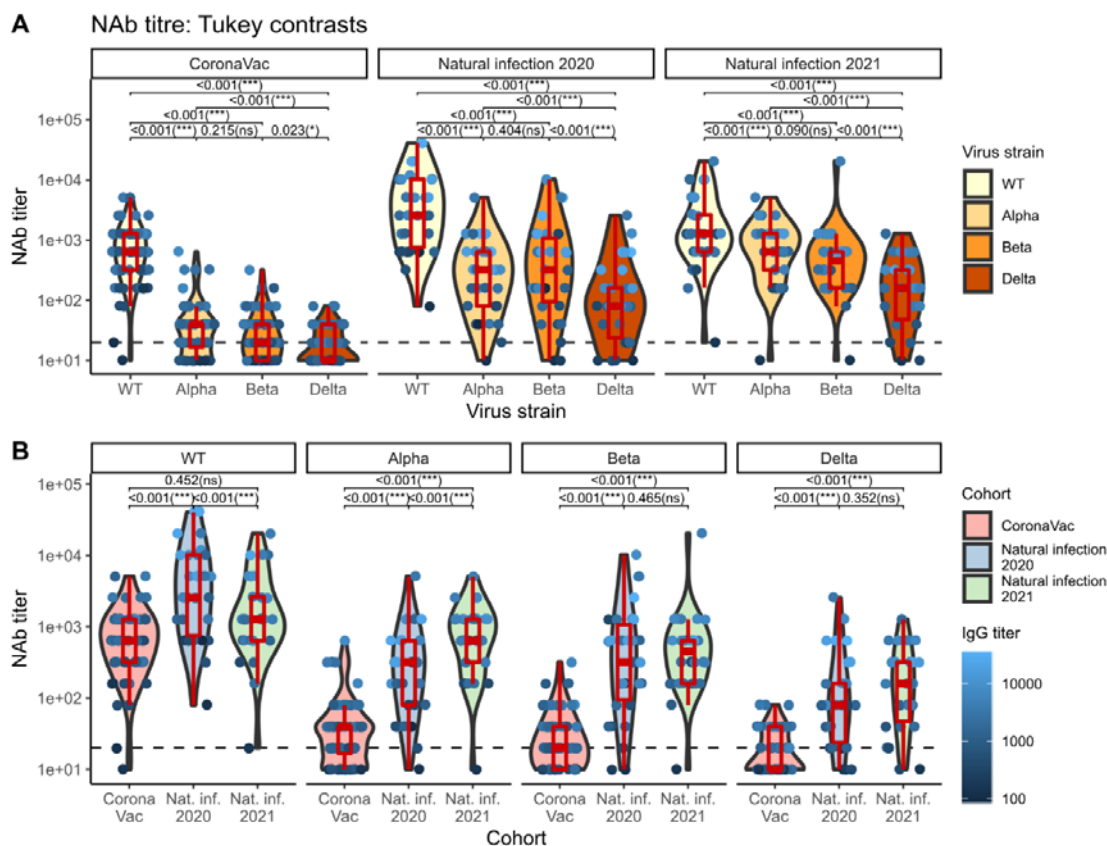 A
NAb titre: Tukey contrasts
CoronaVac
Natural infection 2020
Natural infection 2021
<0.001(***)
<0.001(***)
<0.001(***)
<0.001(***) 0.215(ns) 0.023(*)
<0.001(***)
<0.001(***)
<0.001(***)
<0.001(***) 0.404(ns) <0.001(***)
<0.001(***)
<0.001(***)
<0.001(***)
<0.001(***) 0.090(ns) <0.001(***)
NAb titer
1e+05
1e+04
1e+03
1e+02
1e+01
WT Alpha Beta Delta
WT Alpha Beta Delta
WT Alpha Beta Delta
Virus strain
Virus strain
WT
Alpha
Beta
Delta
B
WT
Alpha
Beta
Delta
0.452(ns)
<0.001(***) <0.001(***)
<0.001(***)
<0.001(***) <0.001(***)
<0.001(***)
<0.001(***) 0.465(ns)
<0.001(***)
<0.001(***) 0.352(ns)
NAb titer
1e+05
1e+04
1e+03
1e+02
1e+01
Corona Nat. inf. Nat. inf.
Vac 2020 2021
Corona Nat. inf. Nat. inf.
Vac 2020 2021
Corona Nat. inf. Nat. inf.
Vac 2020 2021
Corona Nat. inf. Nat. inf.
Vac 2020 2021
Cohort
Cohort
CoronaVac
Natural infection
2020
Natural infection
2021
IgG titer
10000
1000
100